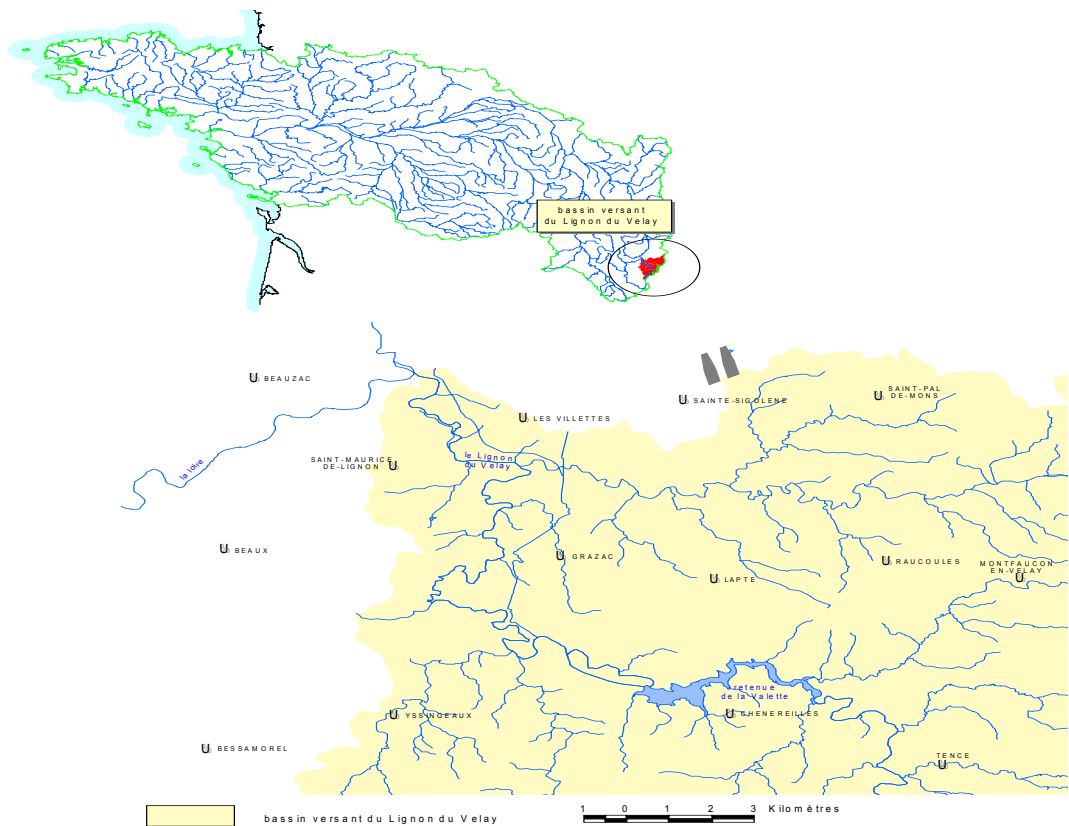 bassin versant
du Lignon du Velay
BEAUZAC
LES VILLETTES
SAINTE-SIGOLENE
SAINT-PAL
DE-MONS
la loire
SAINT-MAURICE
DE-LIGNON
le Lignon
du Velay
BEAUX
GRAZAC
LAPTE
RAUCOULES
MONTFAUCON
EN-VELAY
retenue
de la Valette
YSSINGEAUX
CHENEREILLES
BESSAMOREL
TENCE
bassin versant du Lignon du Velay
1 0 1 2 3 Kilomètres